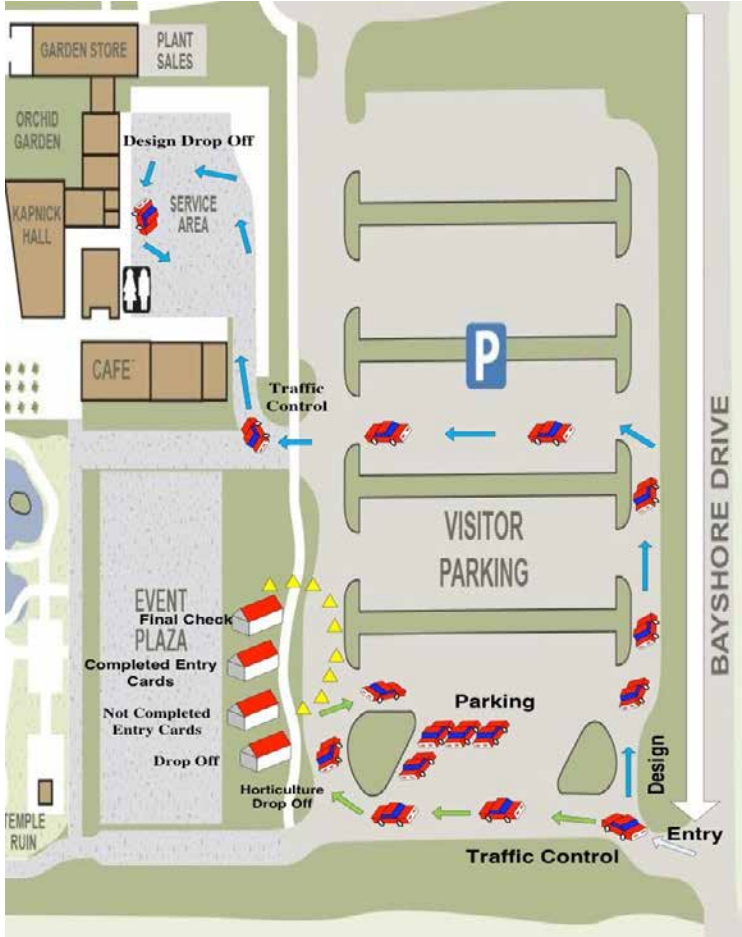 GARDEN STORE
PLANT
SALES
ORCHID
GARDEN
Design Drop Off
KAPNICK
HALL
SERVICE
AREA
CAFE
P
Traffic
Control
VISITOR
PARKING
BAYSHORE DRIVE
EVENT
PLAZA
Final Check
Completed Entry
Cards
Not Completed
Entry Cards
Drop Off
Horticulture
Drop Off
Parking
Design
Entry
Traffic Control
TEMPLE
RUIN